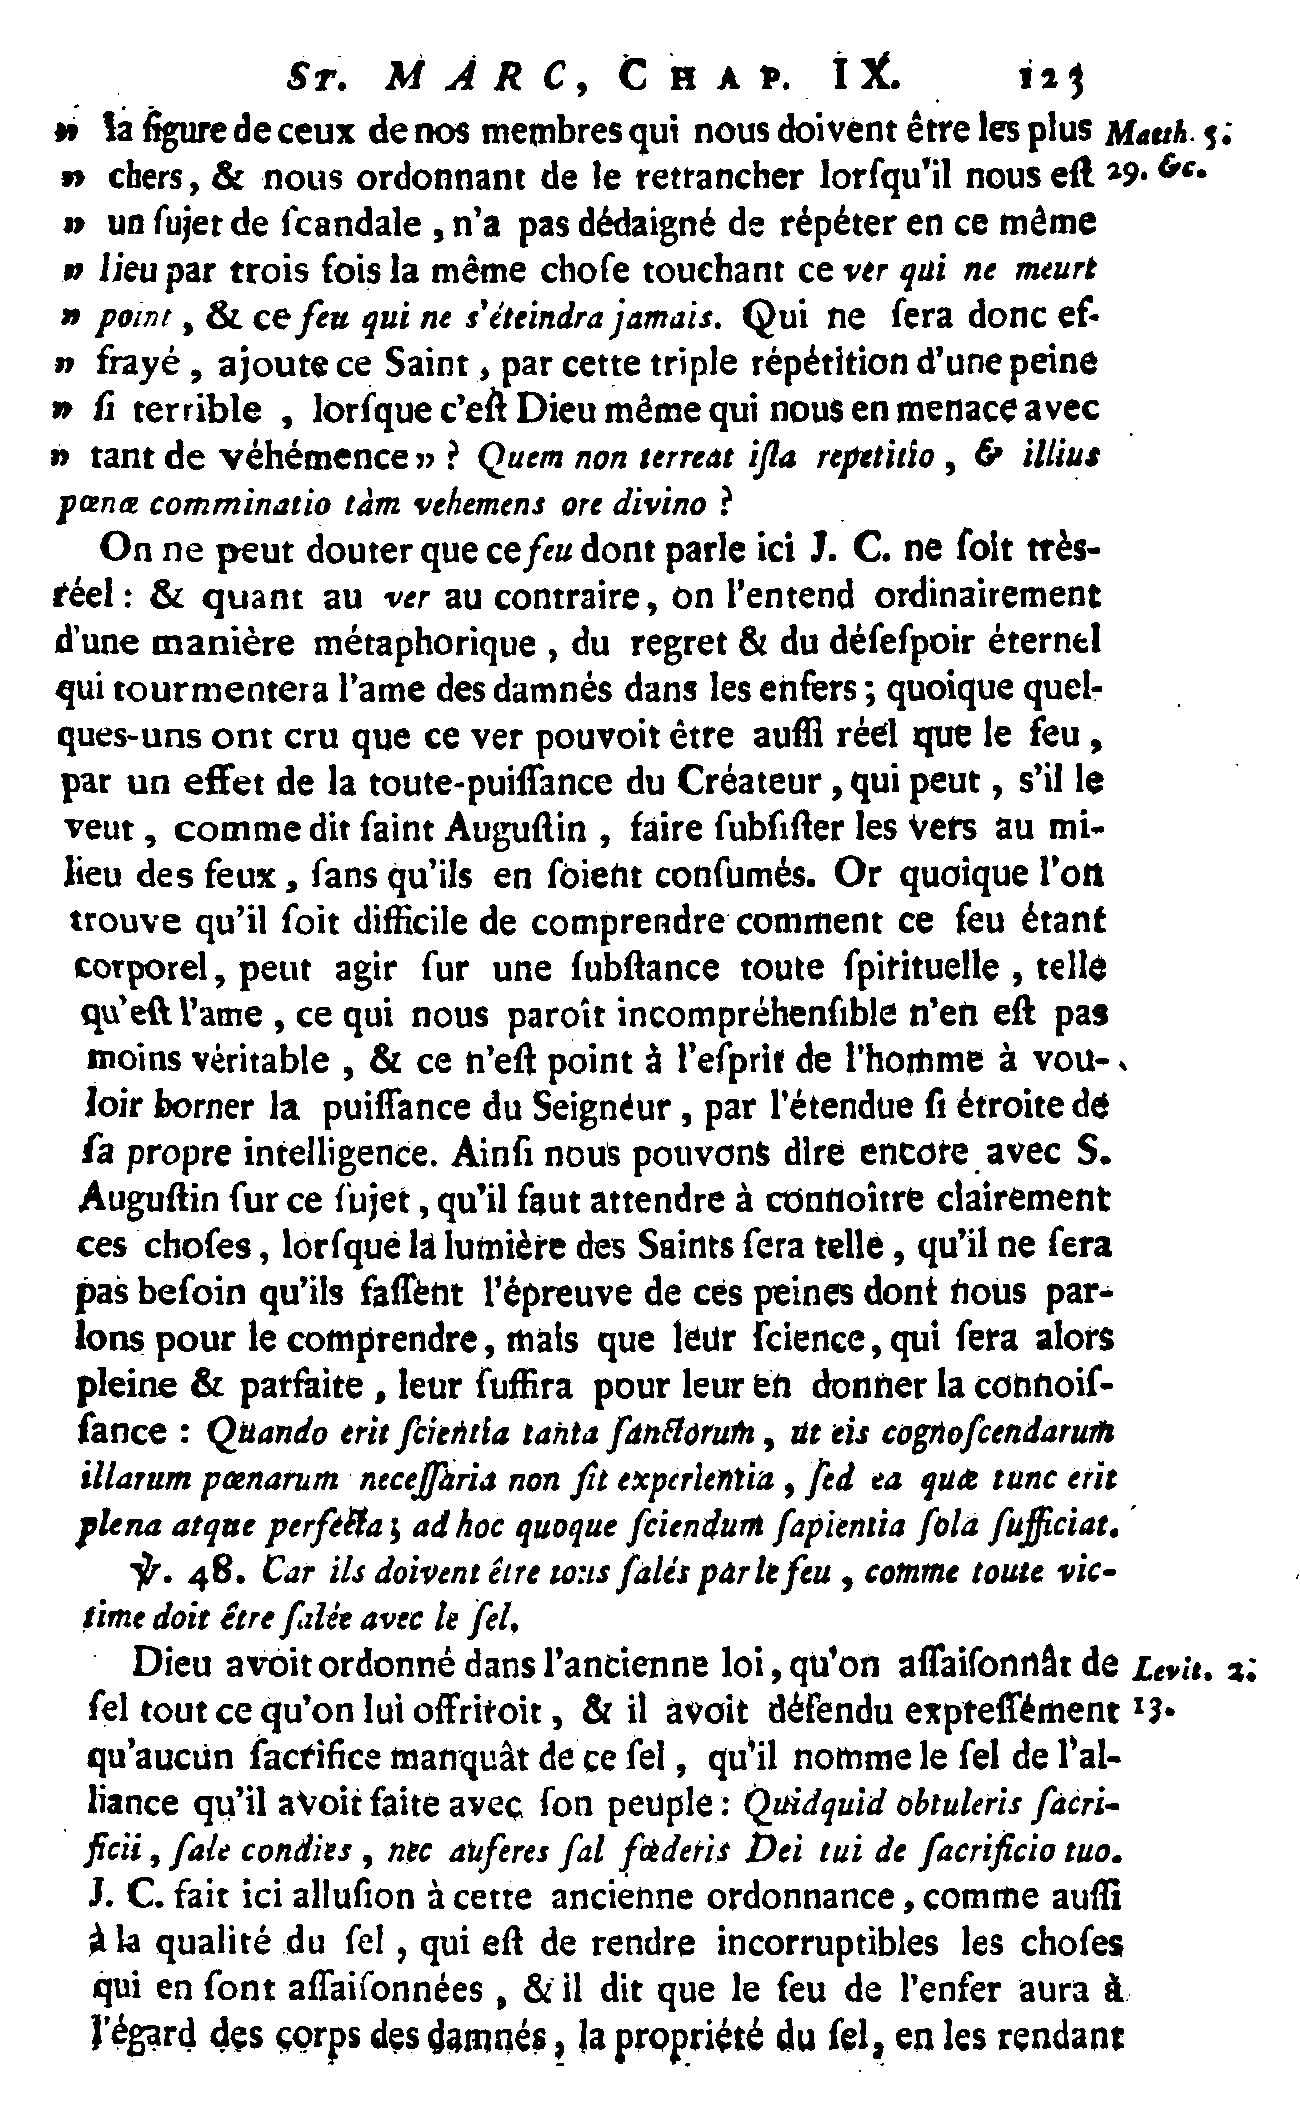 ST. MARC, CHAP. IX. 123
" la figure de ceux de nos membres qui nous doivent être les plus Matth. 5.
" chers, & nous ordonnant de le retrancher lorſqu'il nous eſt 29. &c.
" un ſujet de ſcandale, n'a pas dédaigné de répéter en ce même
" lieu par trois fois la même choſe touchant ce ver qui ne meurt
" point, & ce feu qui ne s'éteindra jamais. Qui ne ſera donc ef-
" frayé, ajoute ce Saint, par cette triple répétition d'une peine
" ſi terrible, lorſque c'eſt Dieu même qui nous en menace avec
" tant de véhémence » ? Quem non terreat iſta repetitio, & illius
pœnæ comminatio tàm vehemens ore divino ?
On ne peut douter que ce feu dont parle ici J. C. ne ſoit très-
réel : & quant au ver au contraire, on l'entend ordinairement
d'une manière métaphorique, du regret & du déſeſpoir éternel
qui tourmentera l'ame des damnés dans les enfers ; quoique quel-
ques-uns ont cru que ce ver pouvoit être auſſi réel que le feu,
par un effet de la toute-puiſſance du Créateur, qui peut, s'il le
veut, comme dit ſaint Auguſtin, faire ſubſiſter les vers au mi-
lieu des feux, ſans qu'ils en ſoient conſumés. Or quoique l'on
trouve qu'il ſoit difficile de comprendre comment ce feu étant
corporel, peut agir ſur une ſubſtance toute ſpirituelle, telle
qu'eſt l'ame, ce qui nous paroît incompréhenſible n'en eſt pas
moins véritable, & ce n'eſt point à l'eſprit de l'homme à vou-
loir borner la puiſſance du Seigneur, par l'étendue ſi étroite de
ſa propre intelligence. Ainſi nous pouvons dire encore avec S.
Auguſtin ſur ce ſujet, qu'il faut attendre à connoître clairement
ces choſes, lorſque la lumière des Saints ſera telle, qu'il ne ſera
pas beſoin qu'ils faſſent l'épreuve de ces peines dont nous par-
lons pour le comprendre, mais que leur ſcience, qui ſera alors
pleine & parfaite, leur ſuffira pour leur en donner la connoiſ-
ſance : Quando erit ſcientia tanta ſanctorum, ut eis cognoſcendarum
illarum pœnarum neceſſaria non ſit experientia, ſed ea quæ tunc erit
plena atque perfecta; ad hoc quoque ſciendum ſapientia ſola ſufficiat.
℣. 48. Car ils doivent être tous ſalés par le feu, comme toute vic-
time doit être ſalée avec le ſel.
Dieu avoit ordonné dans l'ancienne loi, qu'on aſſaiſonnât de Levit. 2.
ſel tout ce qu'on lui offriroit, & il avoit défendu expreſſément 13.
qu'aucun ſacrifice manquât de ce ſel, qu'il nomme le ſel de l'al-
liance qu'il avoit faite avec ſon peuple : Quidquid obtuleris ſacri-
ficii, ſale condies, nec auferes ſal fœderis Dei tui de ſacrificio tuo.
J. C. fait ici alluſion à cette ancienne ordonnance, comme auſſi
à la qualité du ſel, qui eſt de rendre incorruptibles les choſes
qui en ſont aſſaiſonnées, & il dit que le feu de l'enfer aura à
l'égard des corps des damnés, la propriété du ſel, en les rendant